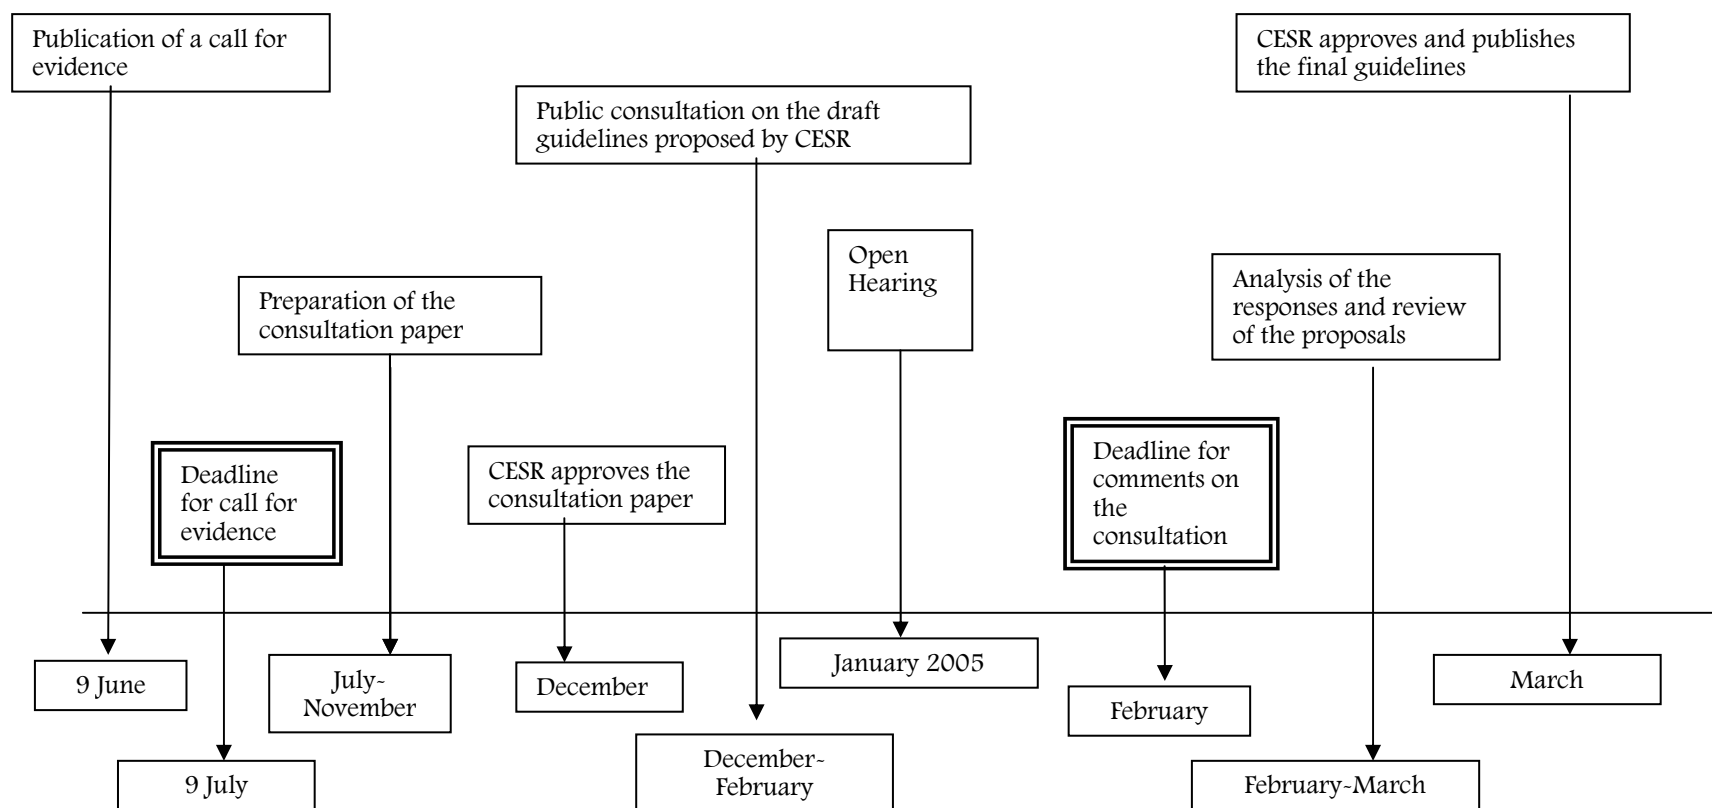 Publication of a call for
evidence
CESR approves and publishes
the final guidelines
Public consultation on the draft
guidelines proposed by CESR
Open
Hearing
Analysis of the
responses and review
of the proposals
Preparation of the
consultation paper
Deadline
for call for
evidence
CESR approves the
consultation paper
Deadline for
comments on
the
consultation
9 June
July-
November
December
January 2005
February
March
9 July
December-
February
February-March